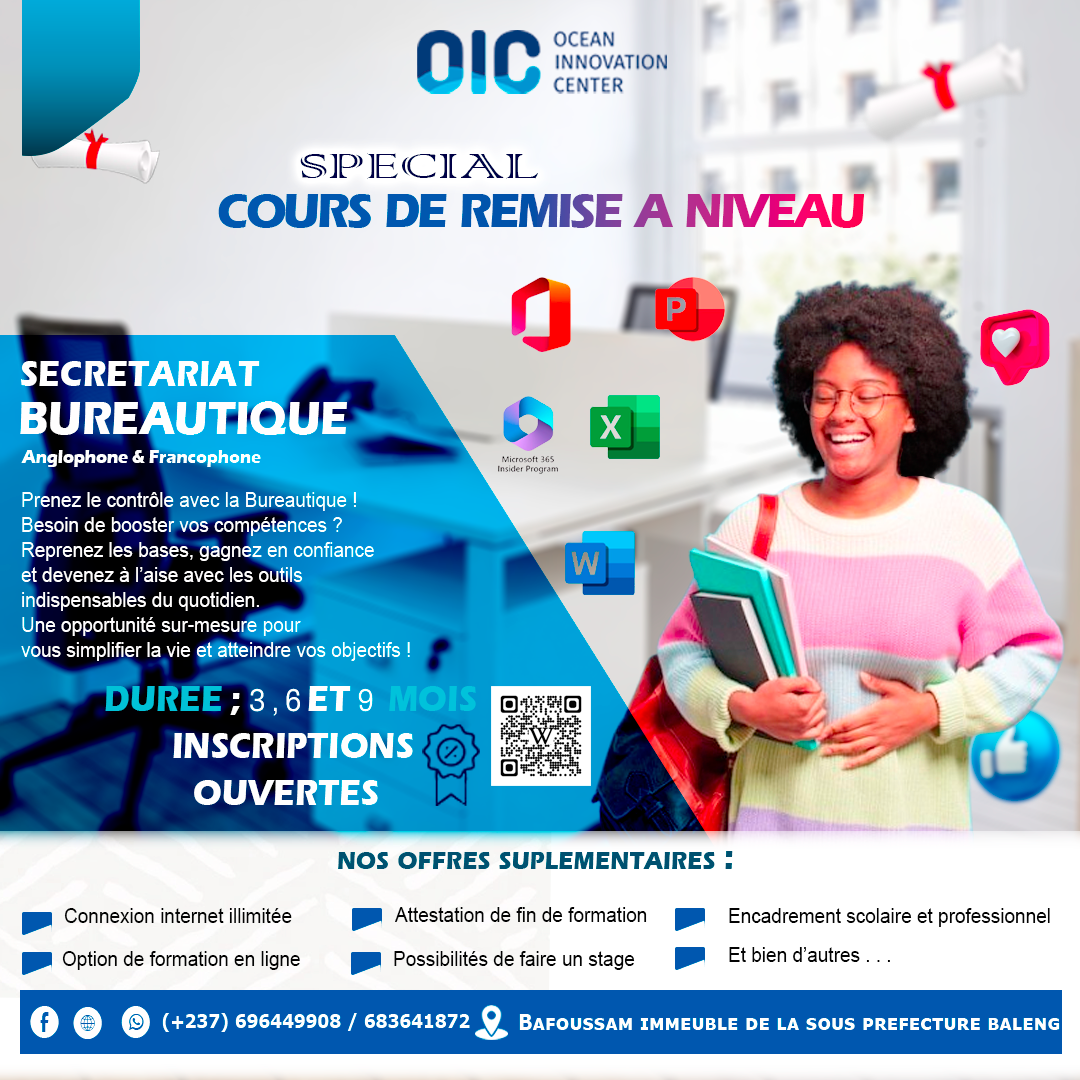 OIC OCEAN
INNOVATION
CENTER
SPECIAL
COURS DE REMISE A NIVEAU
P
SECRETARIAT
BUREAUTIQUE
Anglophone & Francophone
X
Microsoft 365
Insider Program
Prenez le contrôle avec la Bureautique !
Besoin de booster vos compétences ?
Reprenez les bases, gagnez en confiance
et devenez à l'aise avec les outils
indispensables du quotidien.
Une opportunité sur-mesure pour
vous simplifier la vie et atteindre vos objectifs !
W
DUREE ; 3 , 6 ET 9 MOIS
INSCRIPTIONS
OUVERTES
W
NOS OFFRES SUPLEMENTAIRES :
Connexion internet illimitée
Attestation de fin de formation
Encadrement scolaire et professionnel
Option de formation en ligne
Possibilités de faire un stage
Et bien d'autres . . .
(+237) 696449908 / 683641872 BAFOUSSAM IMMEUBLE DE LA SOUS PREFECTURE BALENG